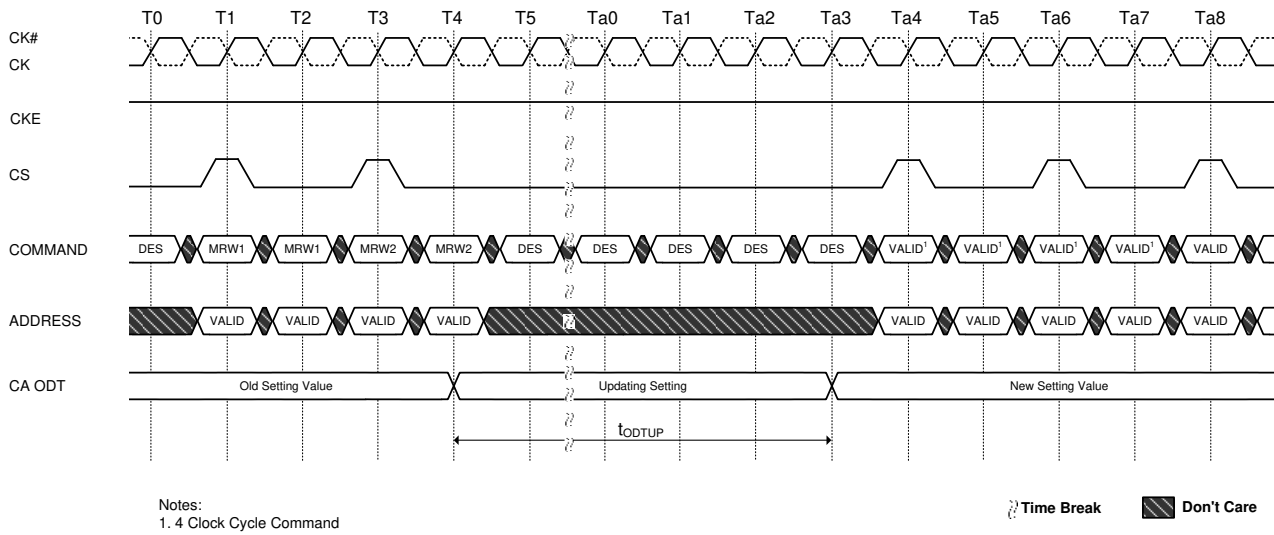 T0 T1 T2 T3 T4 T5 Ta0 Ta1 Ta2 Ta3 Ta4 Ta5 Ta6 Ta7 Ta8
CK#
CK
CKE
CS
COMMAND DES MRW1 MRW1 MRW2 MRW2 DES DES DES DES DES VALID¹ VALID¹ VALID¹ VALID¹ VALID
ADDRESS VALID VALID VALID VALID VALID VALID VALID VALID VALID
CA ODT Old Setting Value Updating Setting New Setting Value
tODTUP
Notes:
1. 4 Clock Cycle Command
Time Break Don't Care